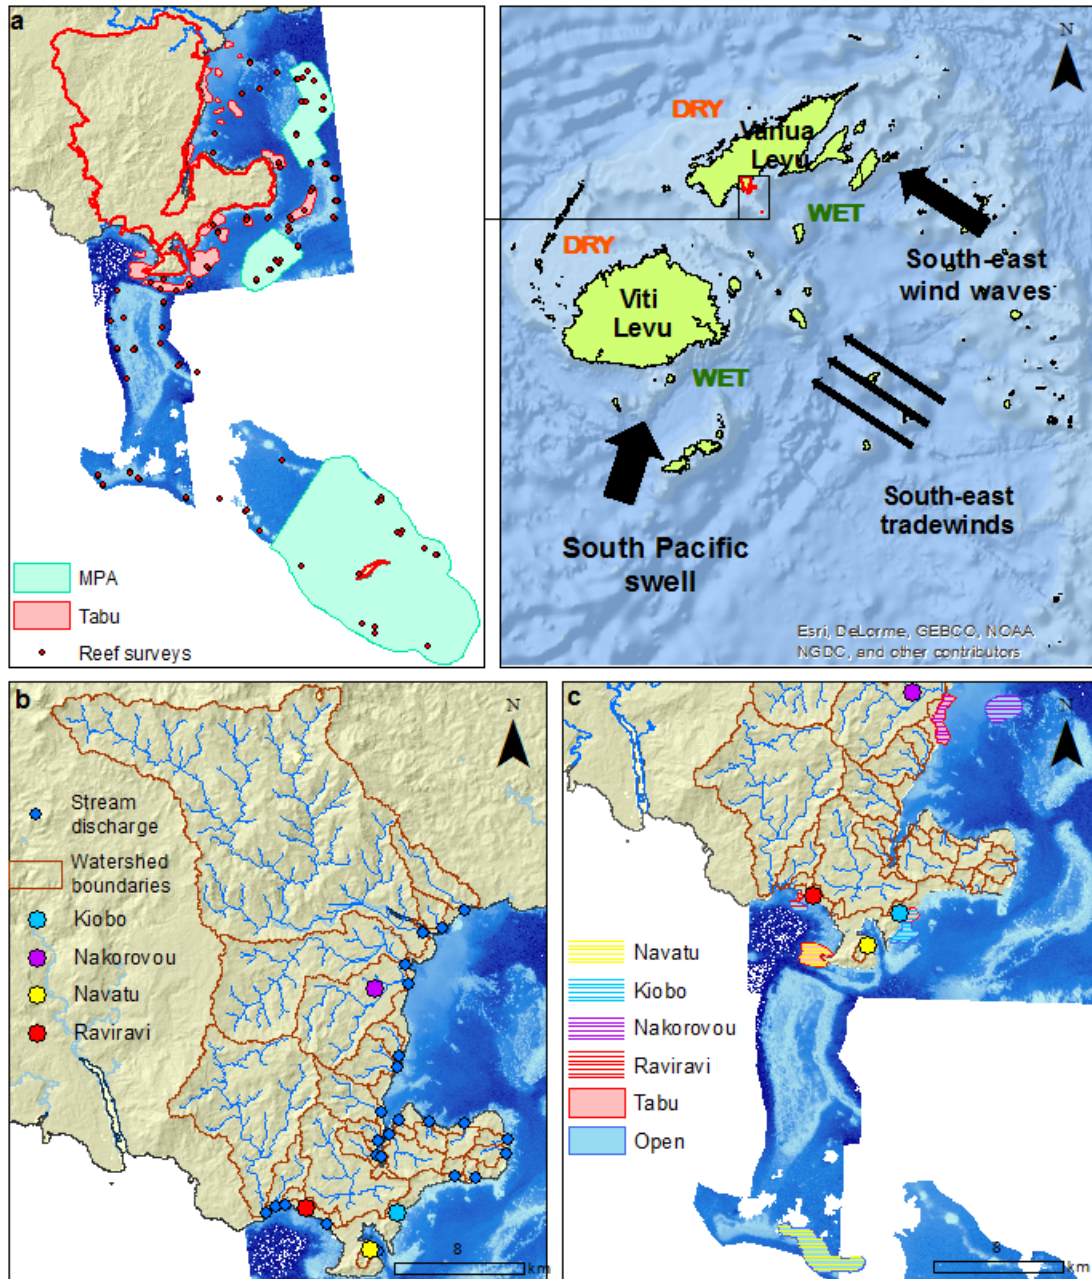 a
MPA
Tabu
Reef surveys
N
DRY
Vanua
Levu
WET
DRY
South-east
wind waves
Viti
Levu
WET
South-east
tradewinds
South Pacific
swell
Esri, DeLorme, GEBCO, NOAA
NGDC, and other contributors
b
N
Stream
discharge
Watershed
boundaries
Kiobo
Nakorovou
Navatu
Raviravi
8
km
c
N
Navatu
Kiobo
Nakorovou
Raviravi
Tabu
Open
8
km